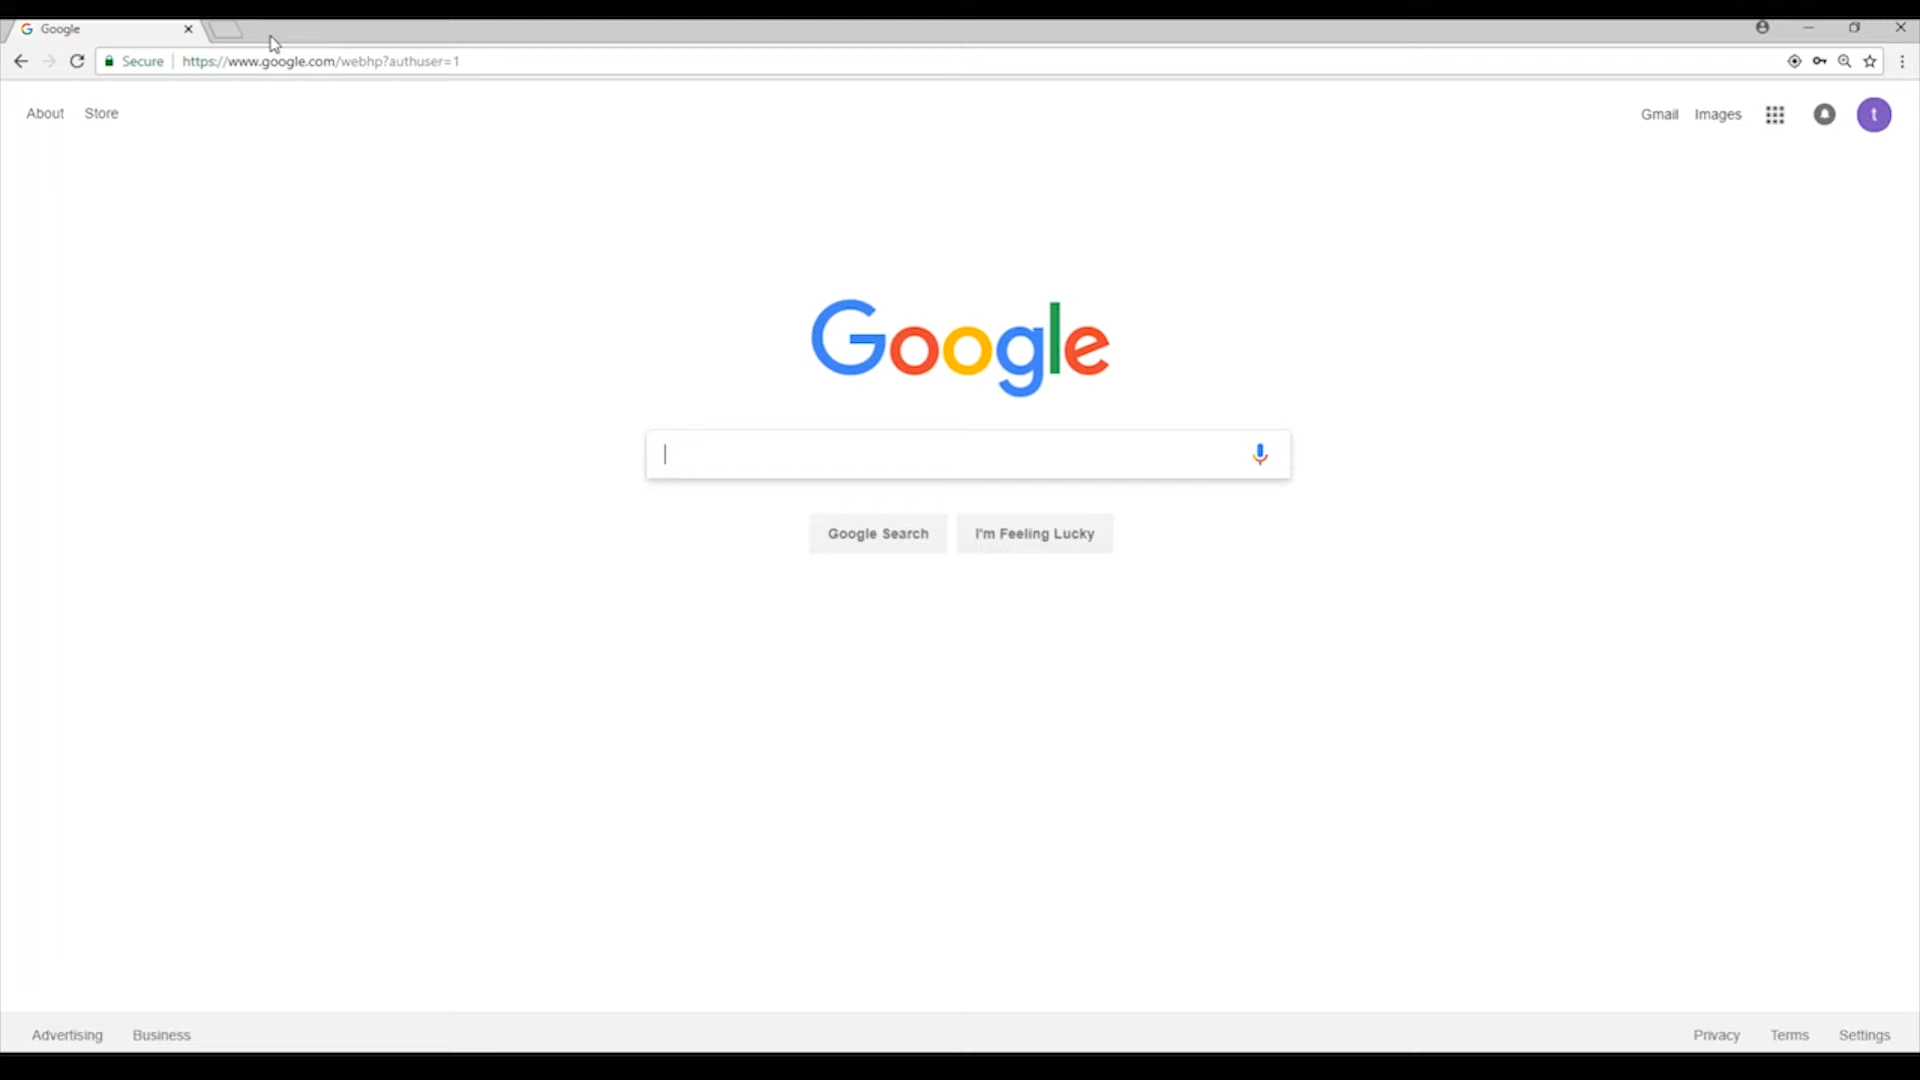 Google
Secure https://www.google.com/webhp?authuser=1
About Store Gmail Images t
Google
Google Search I'm Feeling Lucky
Advertising Business Privacy Terms Settings